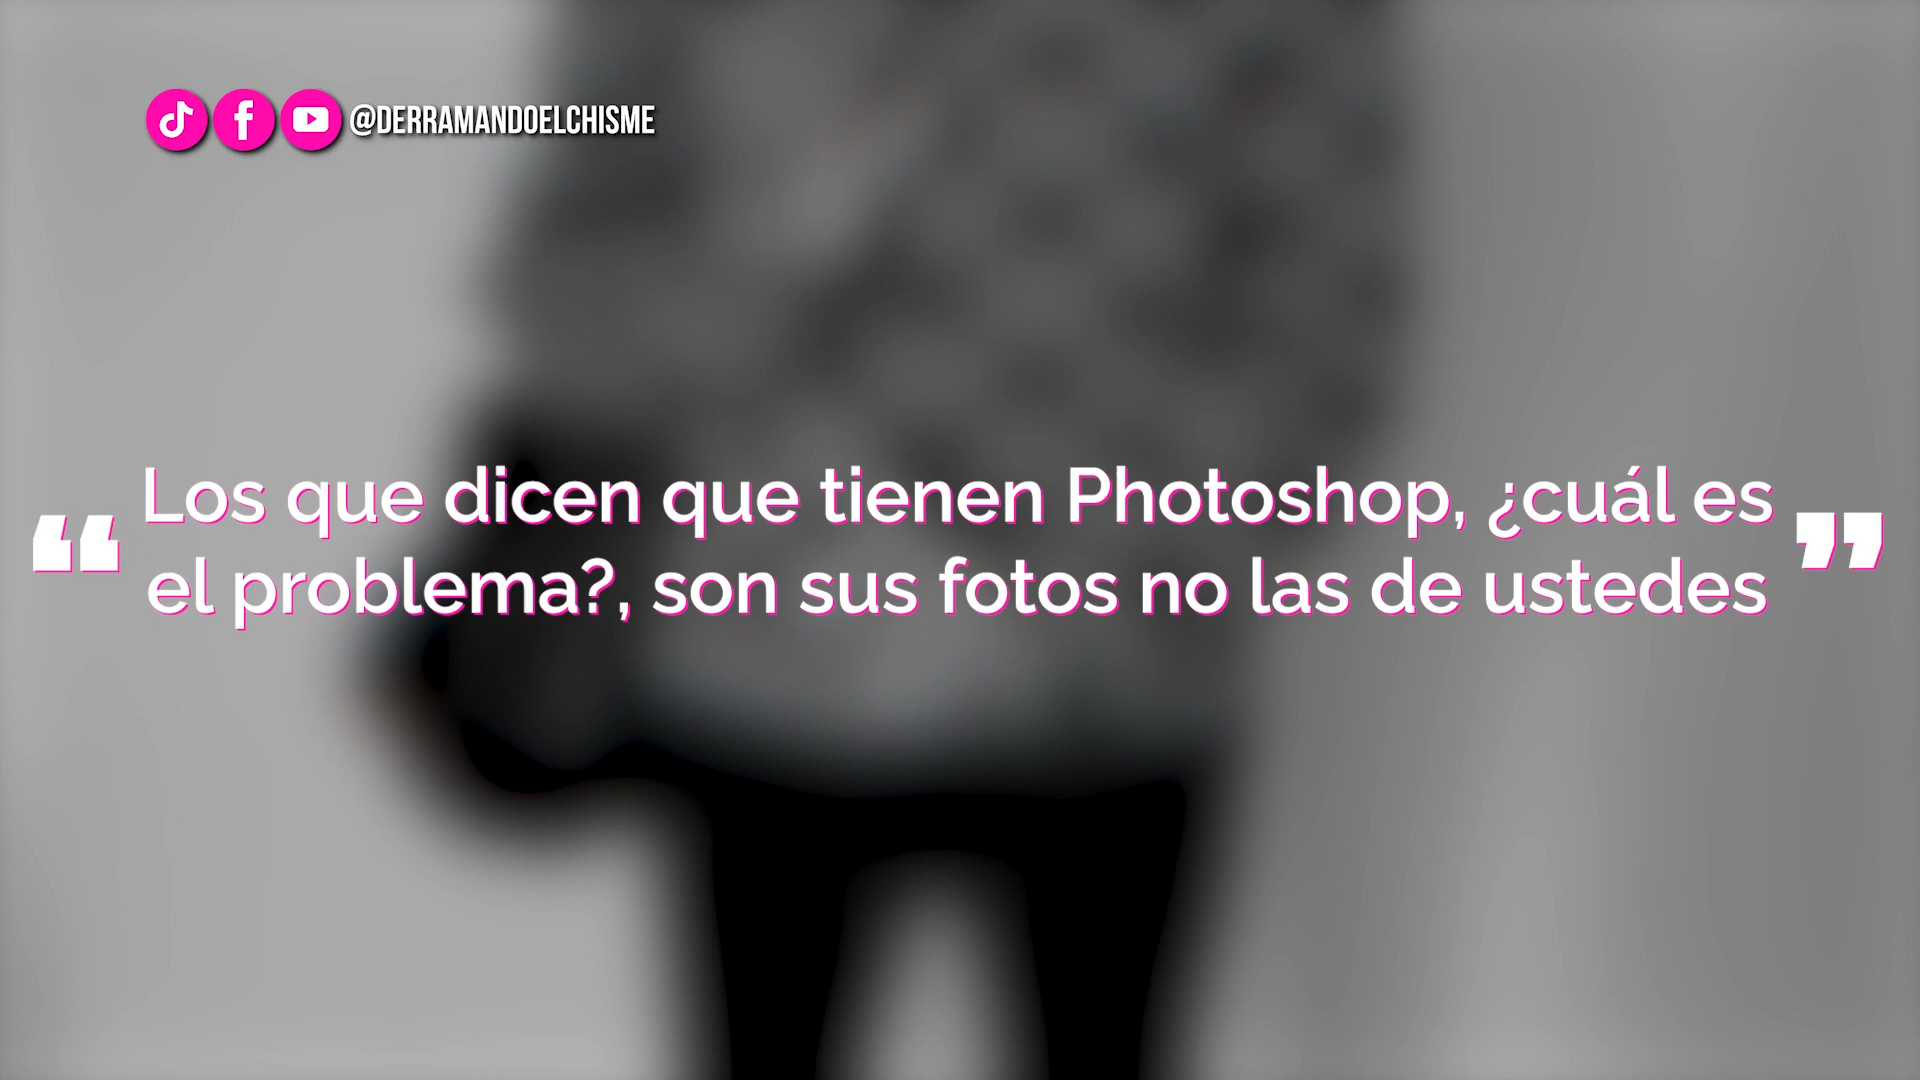 @DERRAMANDOELCHISME
“Los que dicen que tienen Photoshop, ¿cuál es
el problema?, son sus fotos no las de ustedes”